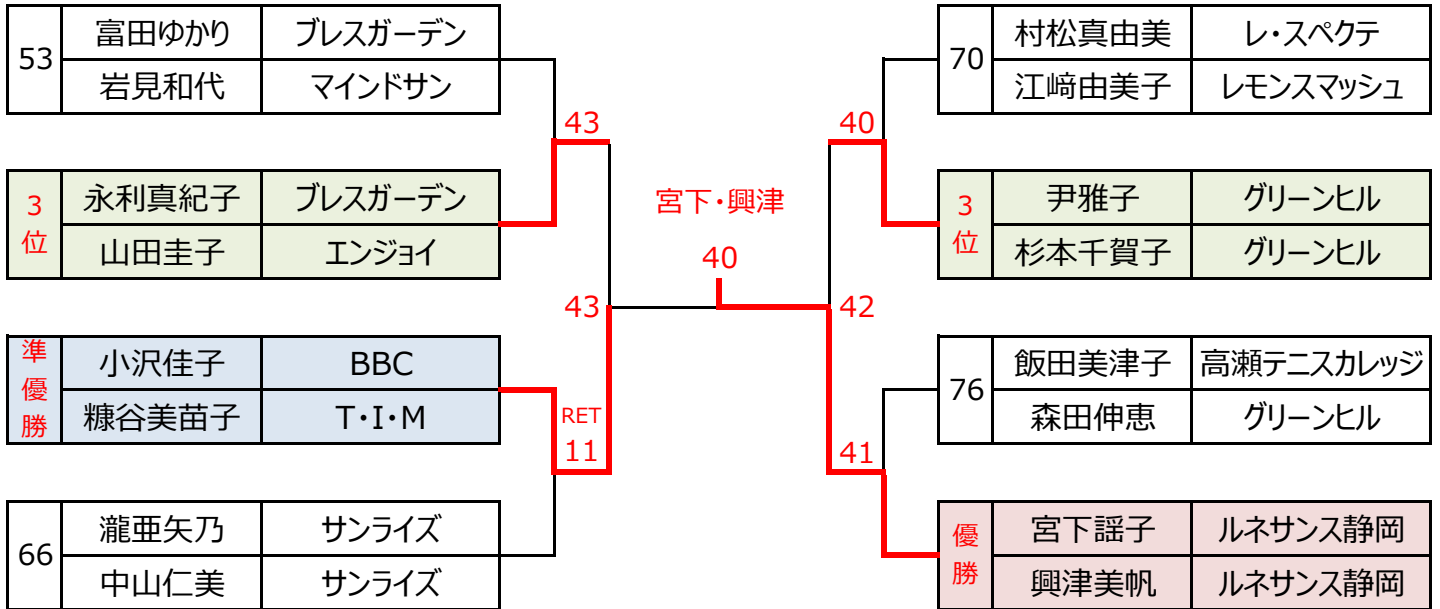 53 富田ゆかり ブレスガーデン
岩見和代 マインドサン
43
3位 永利真紀子 ブレスガーデン
山田圭子 エンジョイ
43
準優勝 小沢佳子 BBC
糠谷美苗子 T・I・M
RET
11
66 瀧亜矢乃 サンライズ
中山仁美 サンライズ
宮下・興津
40
70 村松真由美 レ・スペクテ
江﨑由美子 レモンスマッシュ
40
3位 尹雅子 グリーンヒル
杉本千賀子 グリーンヒル
42
76 飯田美津子 高瀬テニスカレッジ
森田伸恵 グリーンヒル
41
優勝 宮下謡子 ルネサンス静岡
興津美帆 ルネサンス静岡